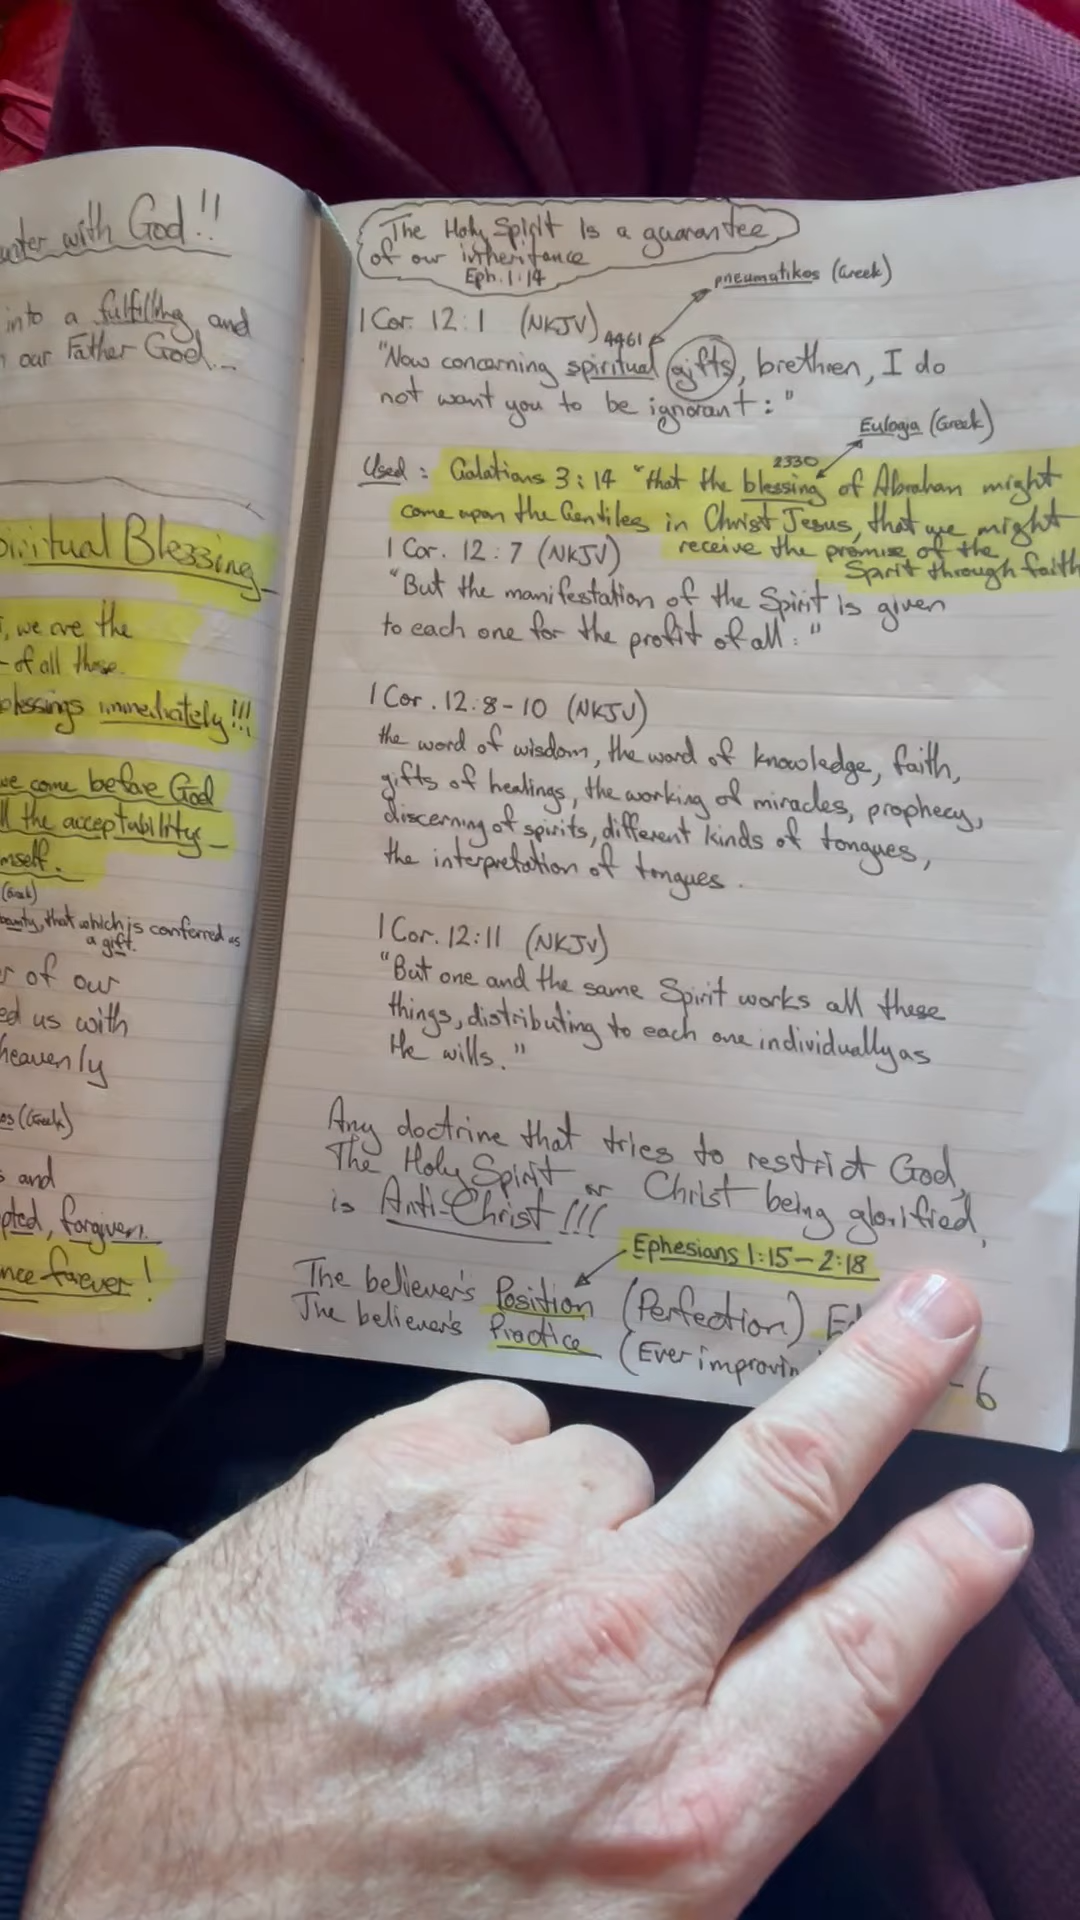 with God!!
into a fulfilling and
our Father God...
Spiritual Blessing
, we are the
- of all these
blessings immediately!!!
we come before God
the acceptability
(Greek)
bounty, that which is conferred as
a gift.
of our
us with
heavenly
(Greek)
and
forgiven.
forever!
The Holy Spirit Is a guarantee
of our inheritance
Eph. 1:14
pneumatikos (Greek)
1 Cor. 12:1 (NKJV)
4461
"Now concerning spiritual gifts, brethren, I do
not want you to be ignorant:"
Eulogia (Greek)
2330
Used: Galations 3:14 "that the blessing of Abraham might
come upon the Gentiles in Christ Jesus, that we might
receive the promise of the
Spirit through faith
1 Cor. 12:7 (NKJV)
"But the manifestation of the Spirit is given
to each one for the profit of all:"
1 Cor. 12:8-10 (NKJV)
the word of wisdom, the word of knowledge, faith,
gifts of healings, the working of miracles, prophecy,
discerning of spirits, different kinds of tongues,
the interpretation of tongues.
1 Cor. 12:11 (NKJV)
"But one and the same Spirit works all these
things, distributing to each one individually as
He wills."
Any doctrine that tries to restrict God,
The Holy Spirit or Christ being glorified,
is Anti-Christ!!!
Ephesians 1:15-2:18
The believer's Position (Perfection)
The believer's Practice (Ever improvin
-6